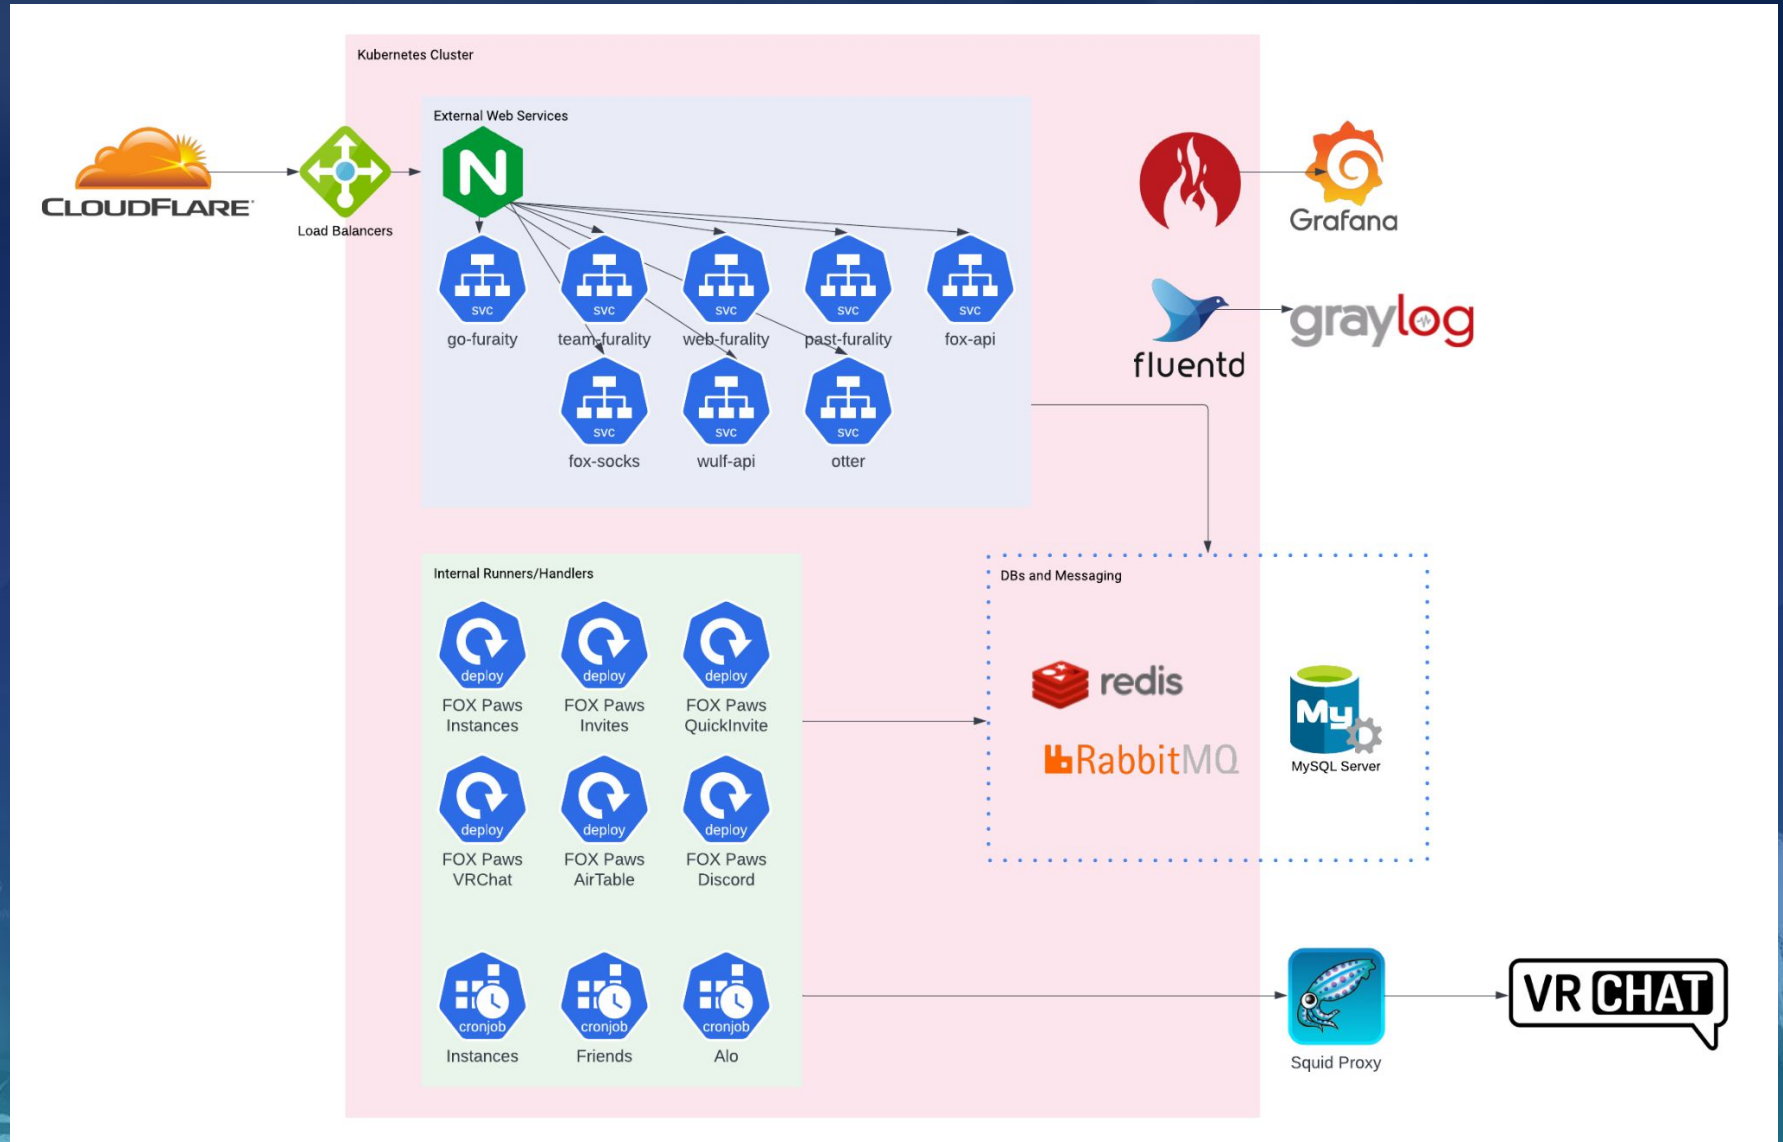 Kubernetes Cluster
External Web Services
CLOUDFLARE
Load Balancers
N
Grafana
svc svc svc svc svc
go-furaity team-furality web-furality past-furality fox-api
fluentd
graylog
svc svc svc
fox-socks wulf-api otter
Internal Runners/Handlers
deploy deploy deploy
FOX Paws FOX Paws FOX Paws
Instances Invites QuickInvite
deploy deploy deploy
FOX Paws FOX Paws FOX Paws
VRChat AirTable Discord
cronjob cronjob cronjob
Instances Friends Alo
DBs and Messaging
redis
RabbitMQ
My
MySQL Server
Squid Proxy
VRCHAT